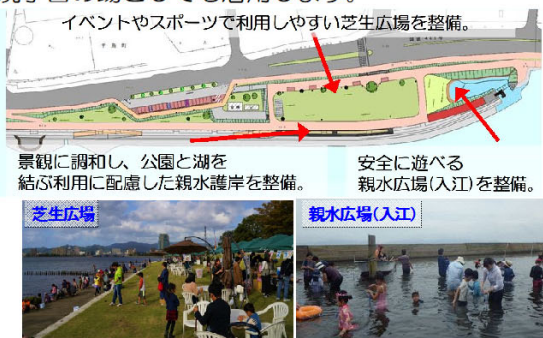 イベントやスポーツで利用しやすい芝生広場を整備。
景観に調和し、公園と湖を
結ぶ利用に配慮した親水護岸を整備。
安全に遊べる
親水広場(入江)を整備。
芝生広場
親水広場(入江)